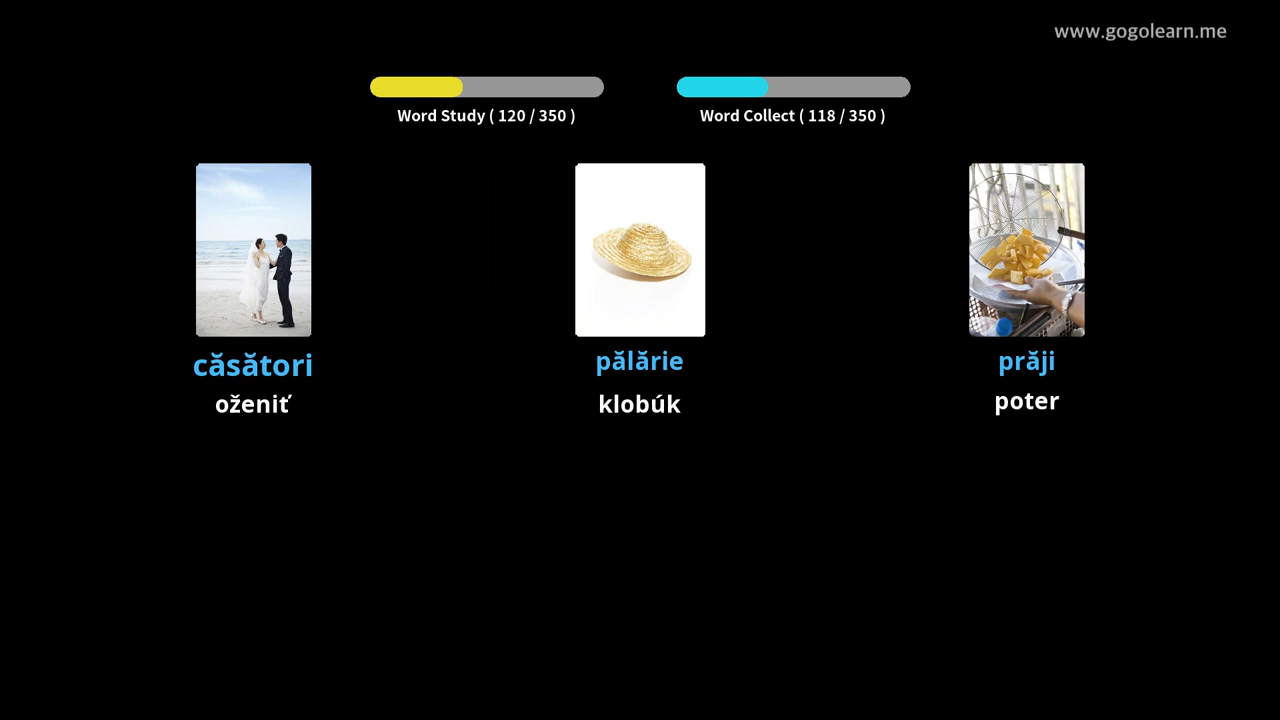 www.gogolearn.me
Word Study ( 120 / 350 )
Word Collect ( 118 / 350 )
căsători
pălărie
prăji
oženiť
klobúk
poter